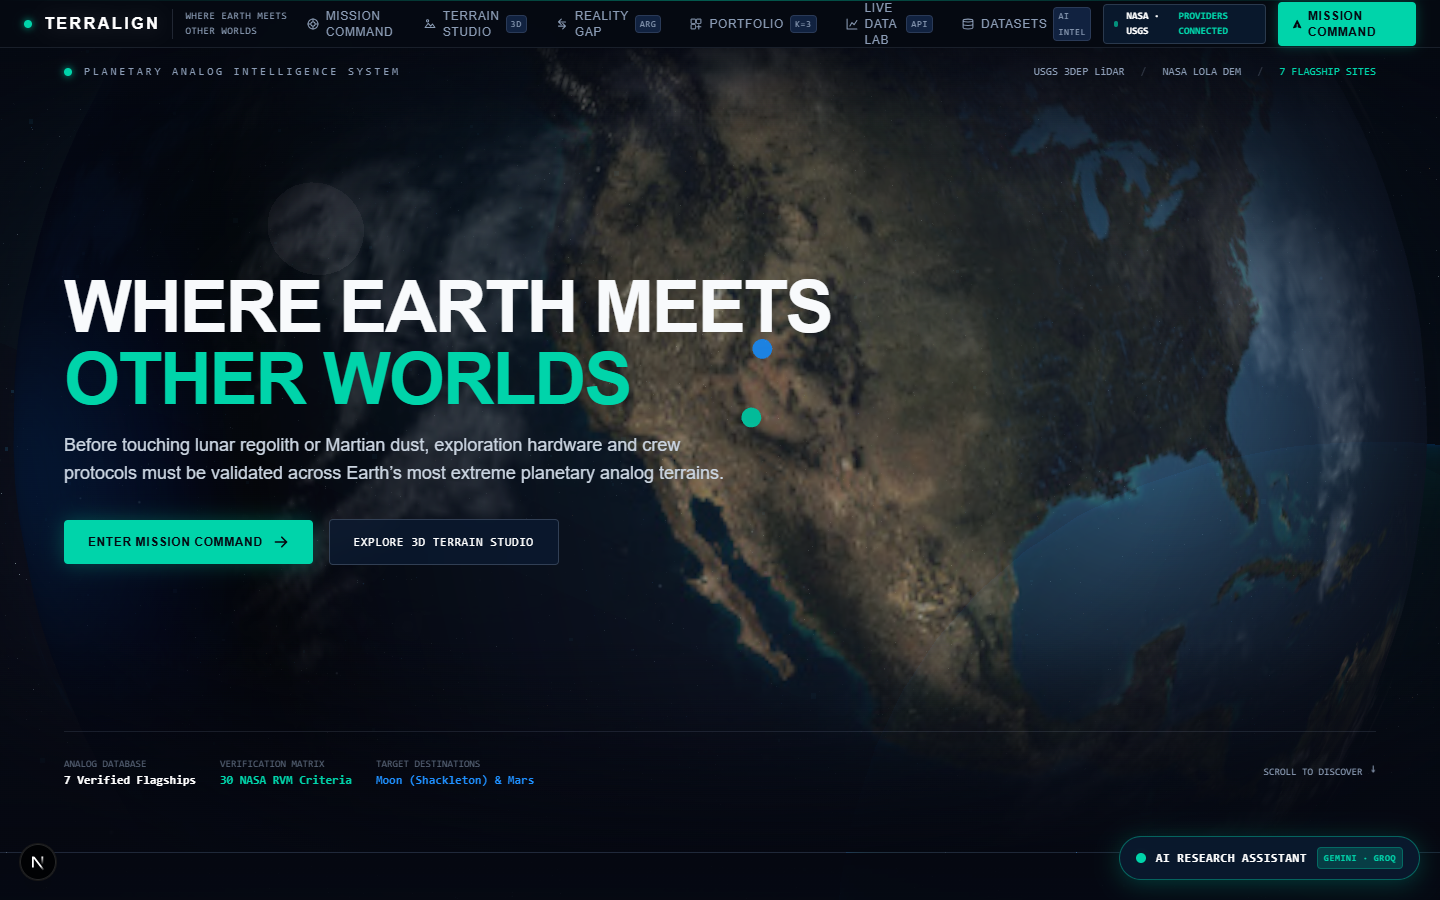 TERRALIGN
WHERE EARTH MEETS
OTHER WORLDS
MISSION
COMMAND
TERRAIN
STUDIO
3D
REALITY
GAP
ARG
PORTFOLIO
K=3
LIVE
DATA
LAB
API
DATASETS
AI
INTEL
NASA ·
USGS
PROVIDERS
CONNECTED
MISSION
COMMAND
PLANETARY ANALOG INTELLIGENCE SYSTEM
USGS 3DEP LiDAR / NASA LOLA DEM / 7 FLAGSHIP SITES
WHERE EARTH MEETS
OTHER WORLDS
Before touching lunar regolith or Martian dust, exploration hardware and crew
protocols must be validated across Earth’s most extreme planetary analog terrains.
ENTER MISSION COMMAND →
EXPLORE 3D TERRAIN STUDIO
ANALOG DATABASE
7 Verified Flagships
VERIFICATION MATRIX
30 NASA RVM Criteria
TARGET DESTINATIONS
Moon (Shackleton) & Mars
SCROLL TO DISCOVER ↓
N
AI RESEARCH ASSISTANT
GEMINI · GROQ